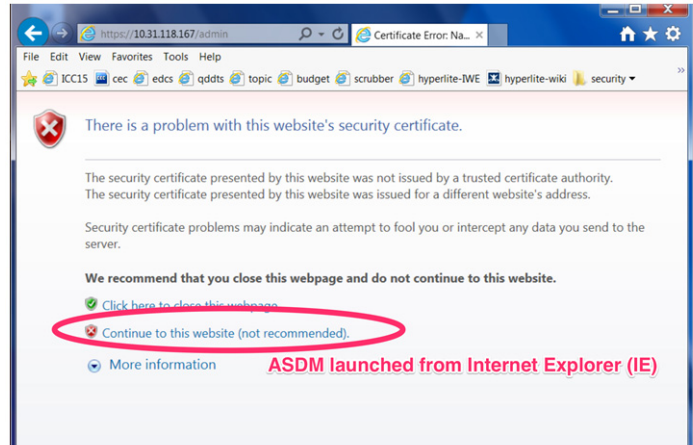 https://10.31.118.167/admin
Certificate Error: Na...
File Edit View Favorites Tools Help
ICC15 cec edcs qddts topic budget scrubber hyperlite-IWE hyperlite-wiki security
There is a problem with this website's security certificate.
The security certificate presented by this website was not issued by a trusted certificate authority.
The security certificate presented by this website was issued for a different website's address.
Security certificate problems may indicate an attempt to fool you or intercept any data you send to the
server.
We recommend that you close this webpage and do not continue to this website.
Click here to close this webpage.
Continue to this website (not recommended).
More information
ASDM launched from Internet Explorer (IE)